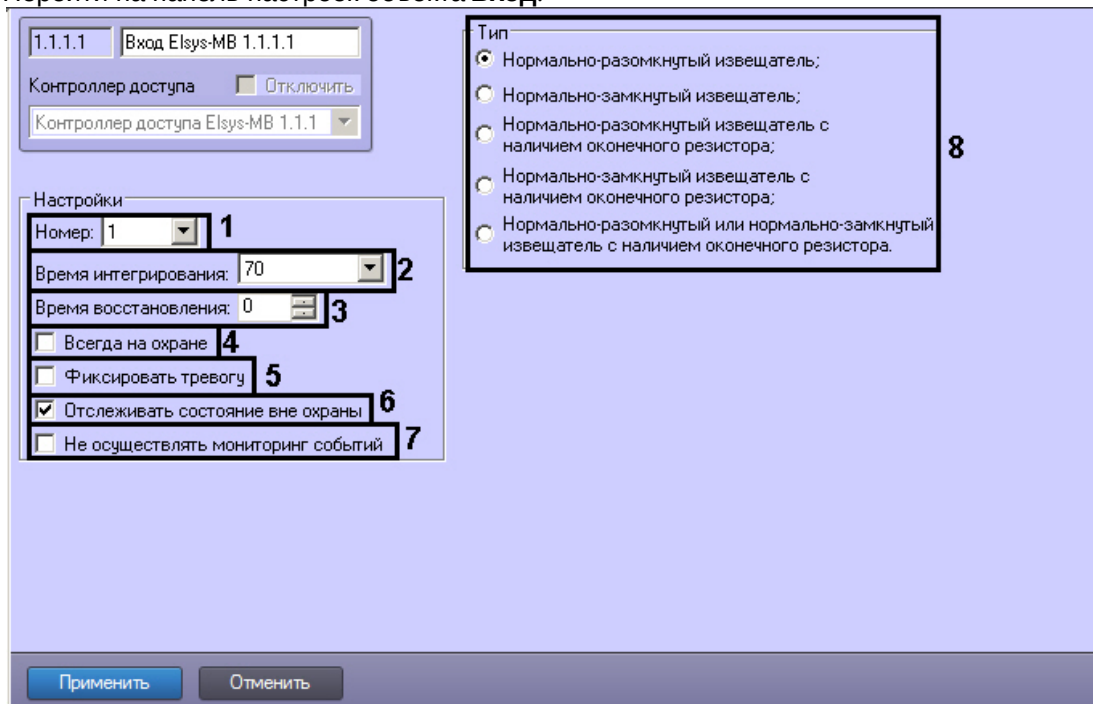 Перейти на панель настроек объекта Вход.
1.1.1.1 Вход Elsys-MB 1.1.1.1
Контроллер доступа Отключить
Контроллер доступа Elsys-MB 1.1.1
Настройки
Номер: 1 1
Время интегрирования: 70 2
Время восстановления: 0 3
Всегда на охране 4
Фиксировать тревогу 5
Отслеживать состояние вне охраны 6
Не осуществлять мониторинг событий 7
Тип
Нормально-разомкнутый извещатель;
Нормально-замкнутый извещатель;
Нормально-разомкнутый извещатель с
наличием оконечного резистора;
8
Нормально-замкнутый извещатель с
наличием оконечного резистора;
Нормально-разомкнутый или нормально-замкнутый
извещатель с наличием оконечного резистора.
Применить Отменить